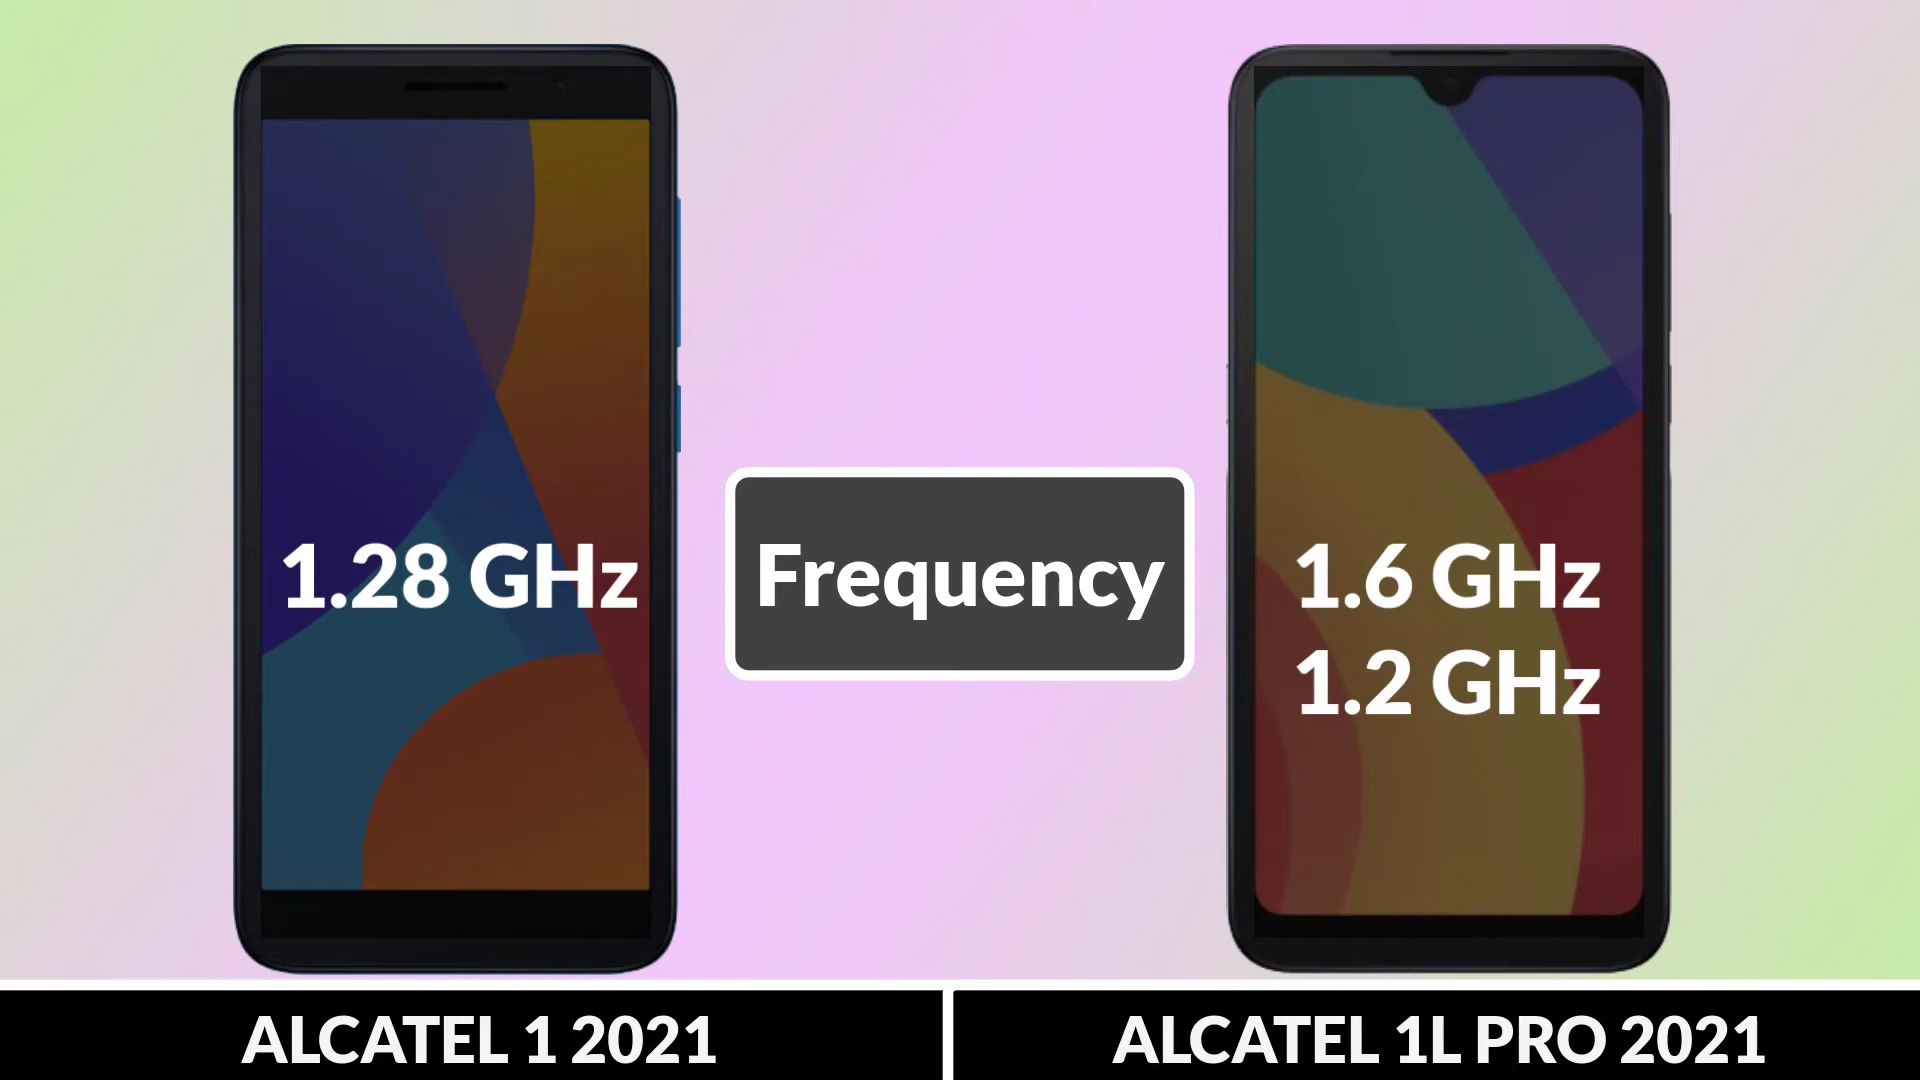 1.28 GHz
Frequency
1.6 GHz
1.2 GHz
ALCATEL 1 2021
ALCATEL 1L PRO 2021